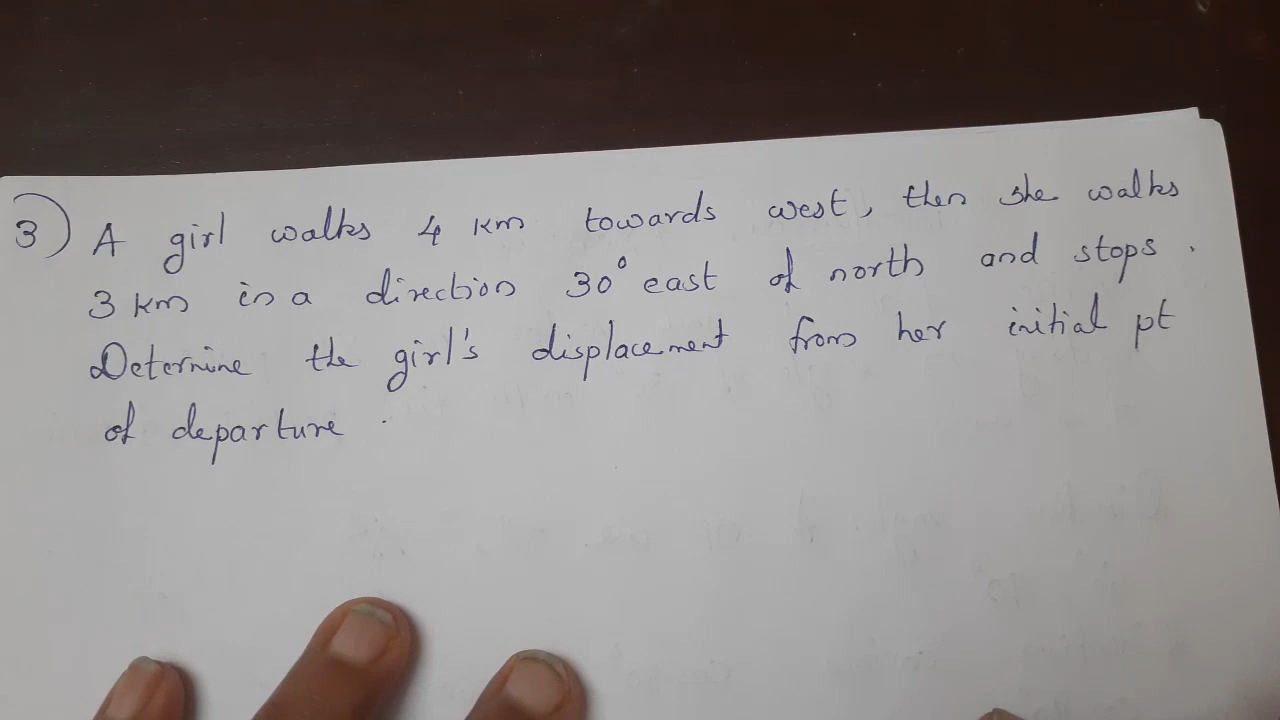 3) A girl walks 4 km towards west, then she walks
3 km in a direction 30° east of north and stops.
Determine the girl's displacement from her initial pt
of departure.